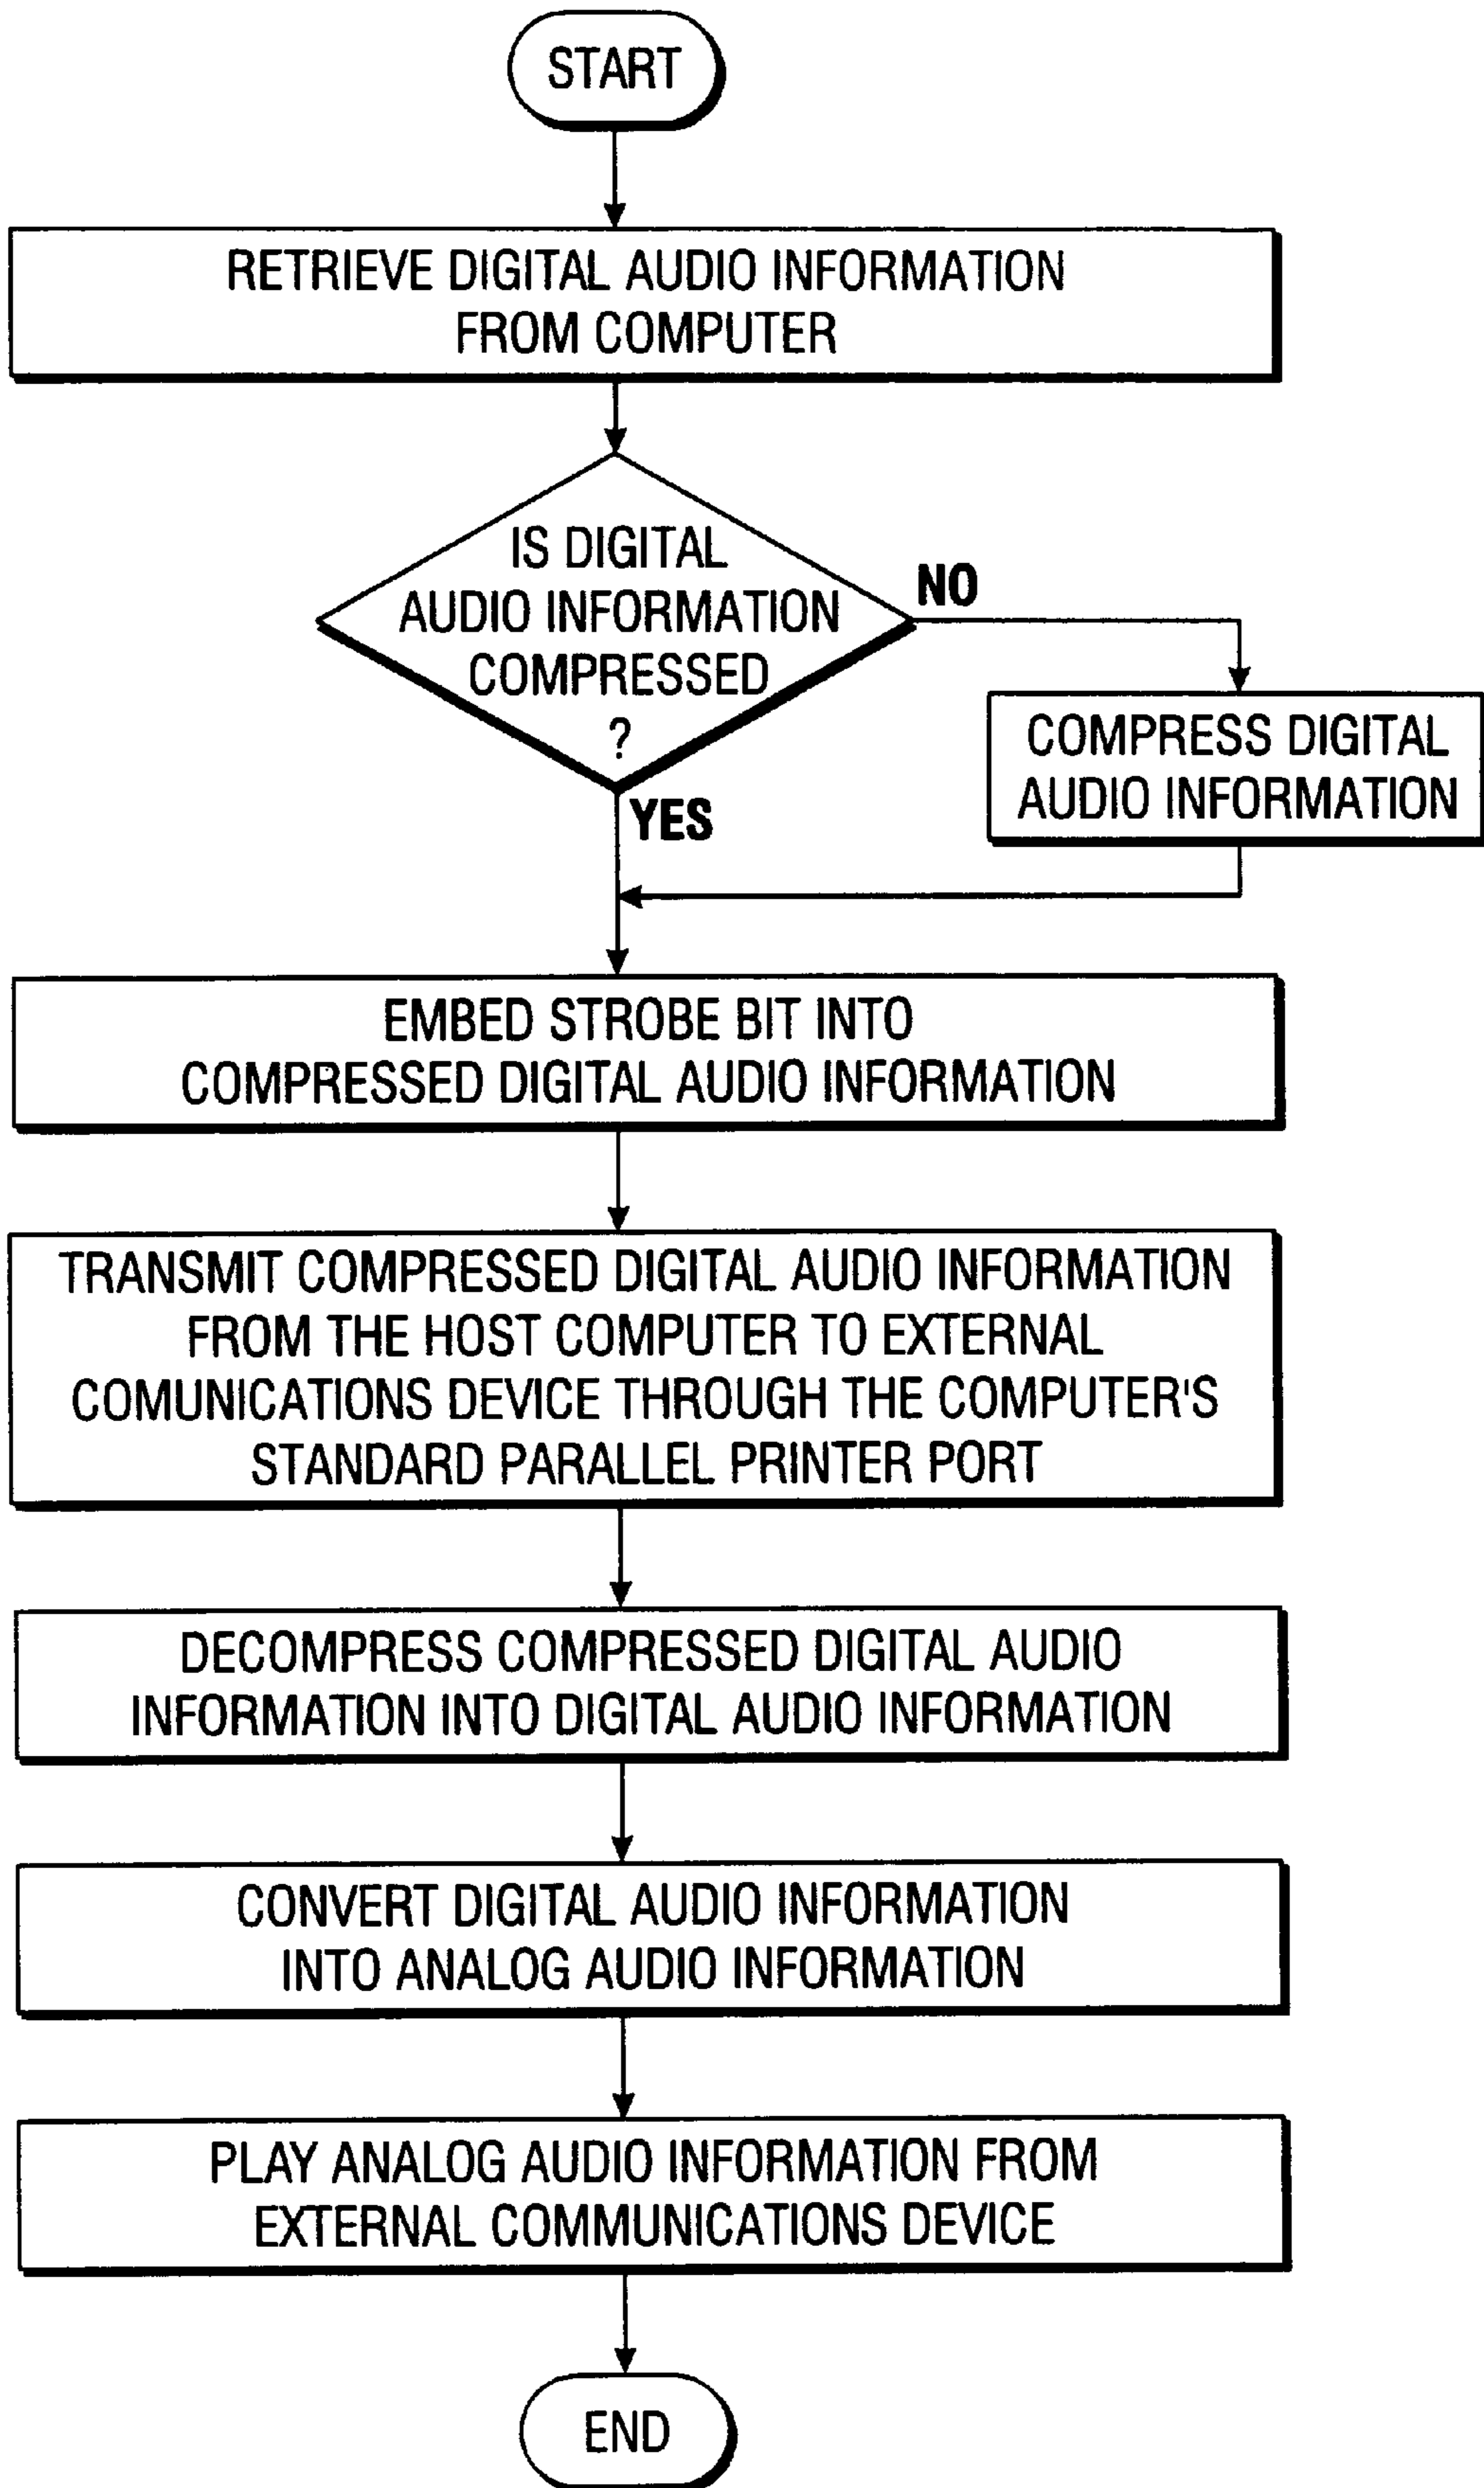 START
RETRIEVE DIGITAL AUDIO INFORMATION
FROM COMPUTER
IS DIGITAL
AUDIO INFORMATION
COMPRESSED
?
NO
COMPRESS DIGITAL
AUDIO INFORMATION
YES
EMBED STROBE BIT INTO
COMPRESSED DIGITAL AUDIO INFORMATION
TRANSMIT COMPRESSED DIGITAL AUDIO INFORMATION
FROM THE HOST COMPUTER TO EXTERNAL
COMUNICATIONS DEVICE THROUGH THE COMPUTER'S
STANDARD PARALLEL PRINTER PORT
DECOMPRESS COMPRESSED DIGITAL AUDIO
INFORMATION INTO DIGITAL AUDIO INFORMATION
CONVERT DIGITAL AUDIO INFORMATION
INTO ANALOG AUDIO INFORMATION
PLAY ANALOG AUDIO INFORMATION FROM
EXTERNAL COMMUNICATIONS DEVICE
END